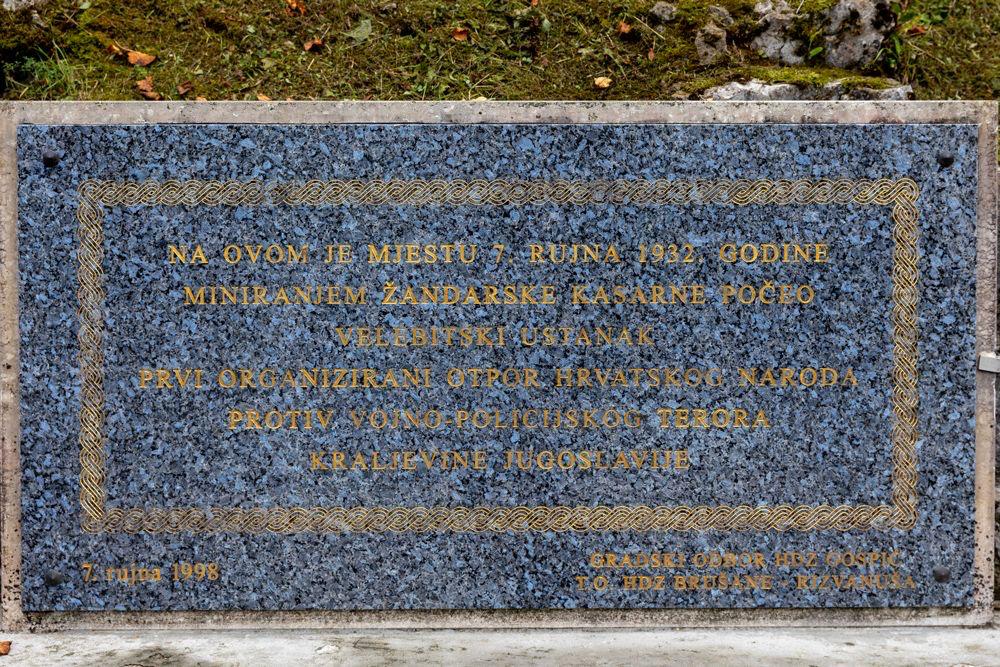 NA OVOM JE MJESTU 7. RUJNA 1932. GODINE
MINIRANJEM ŽANDARSKE KASARNE POČEO
VELEBITSKI USTANAK
PRVI ORGANIZIRANI OTPOR HRVATSKOG NARODA
PROTIV VOJNO-POLICIJSKOG TERORA
KRALJEVINE JUGOSLAVIJE
7. rujna 1998
GRADSKI ODBOR HDZ GOSPIĆ
T.O. HDZ BRUŠANE - RIZVANUŠA